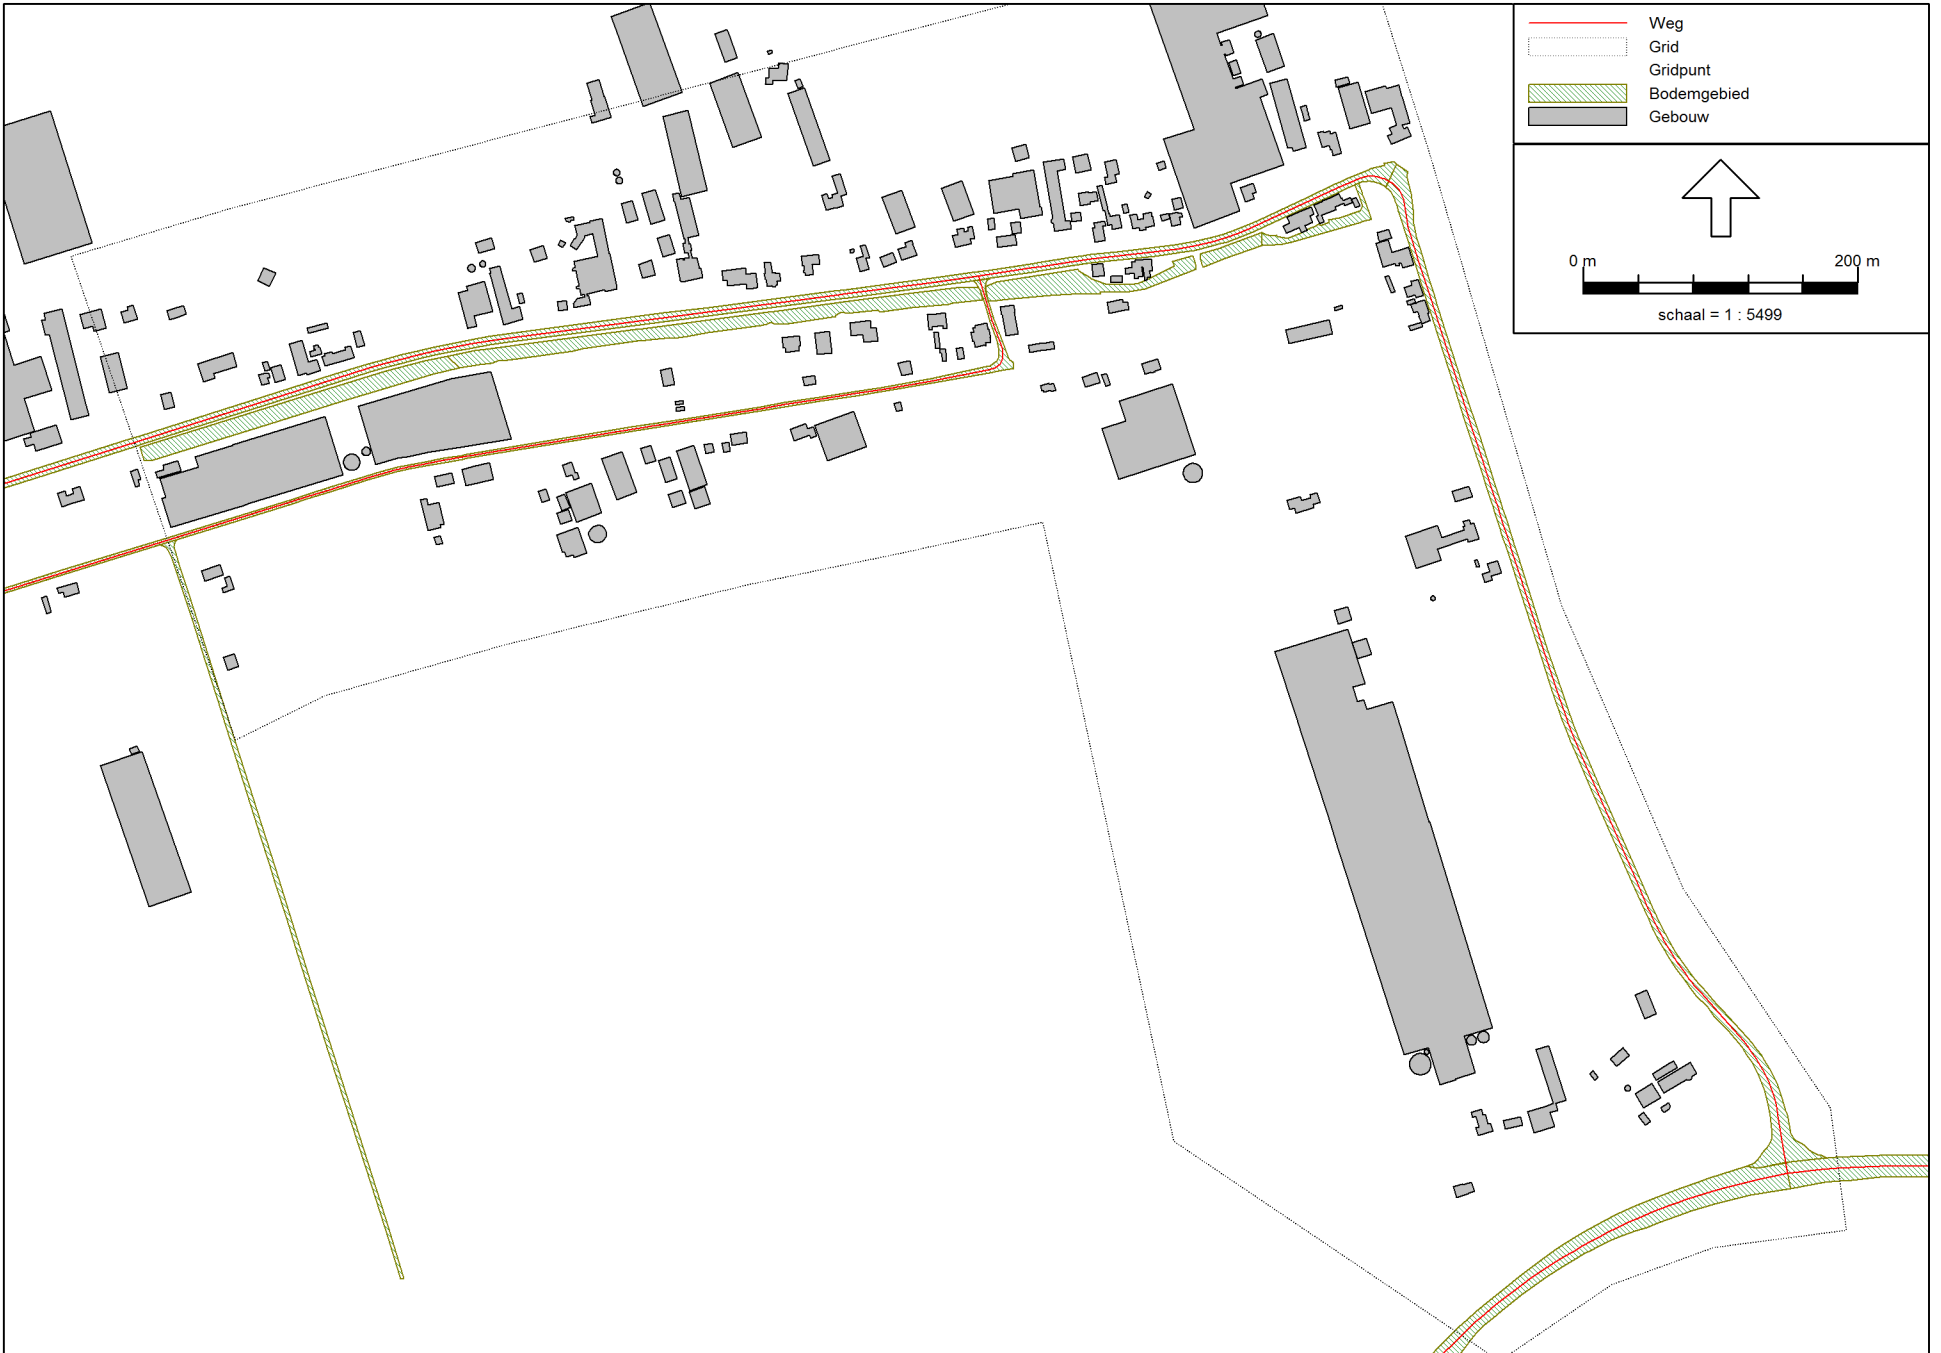 Weg
Grid
Gridpunt
Bodemgebied
Gebouw
0 m 200 m
schaal = 1 : 5499